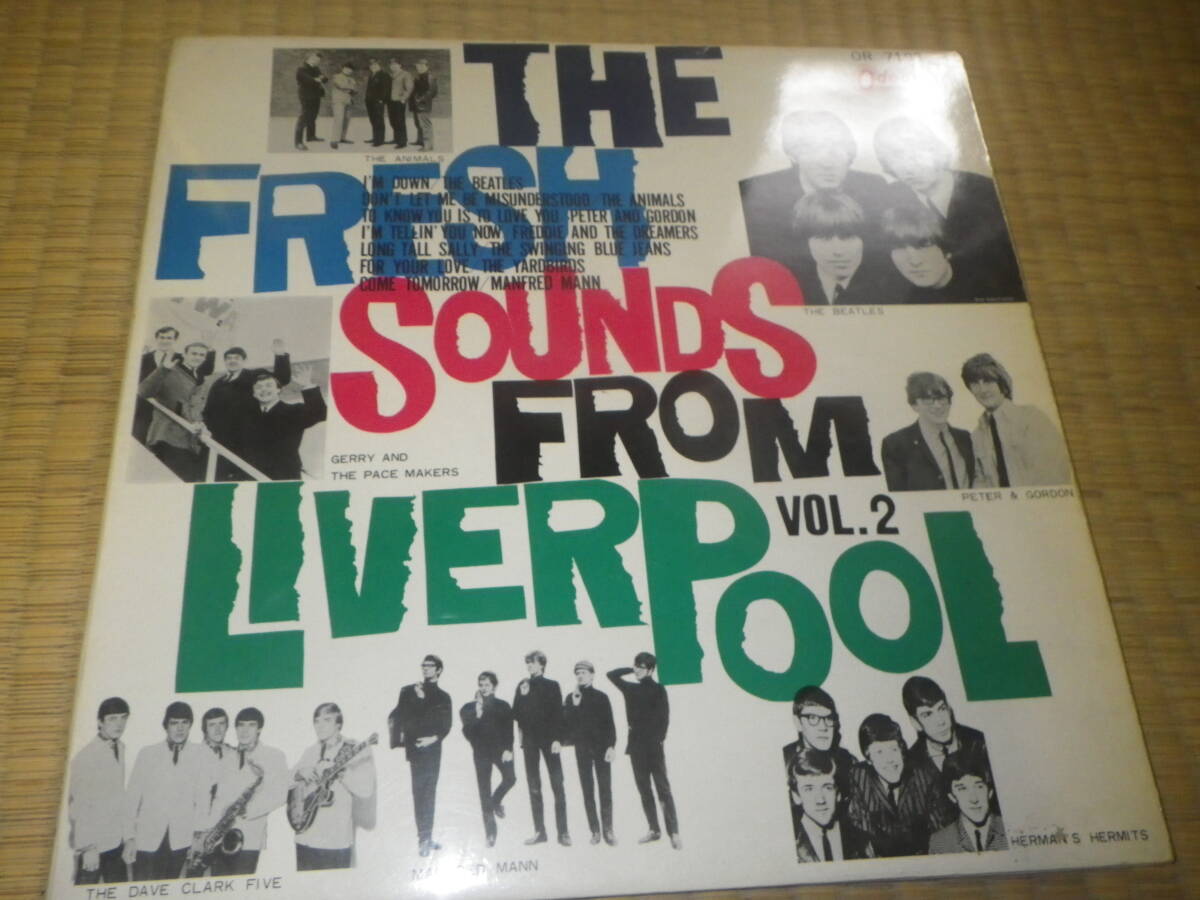 THE
FRESH
SOUNDS
FROM
LIVERPOOL
VOL.2
OR
THE ANIMALS
I'M DOWN/THE BEATLES
DON'T LET ME BE MISUNDERSTOOD/THE ANIMALS
TO KNOW YOU IS TO LOVE YOU/PETER AND GORDON
I'M TELLIN' YOU NOW/FREDDIE AND THE DREAMERS
LONG TALL SALLY/THE SWINGING BLUE JEANS
FOR YOUR LOVE/THE YARDBIRDS
COME TOMORROW/MANFRED MANN
THE BEATLES
GERRY AND
THE PACE MAKERS
PETER & GORDON
THE DAVE CLARK FIVE
MANFRED MANN
HERMAN'S HERMITS